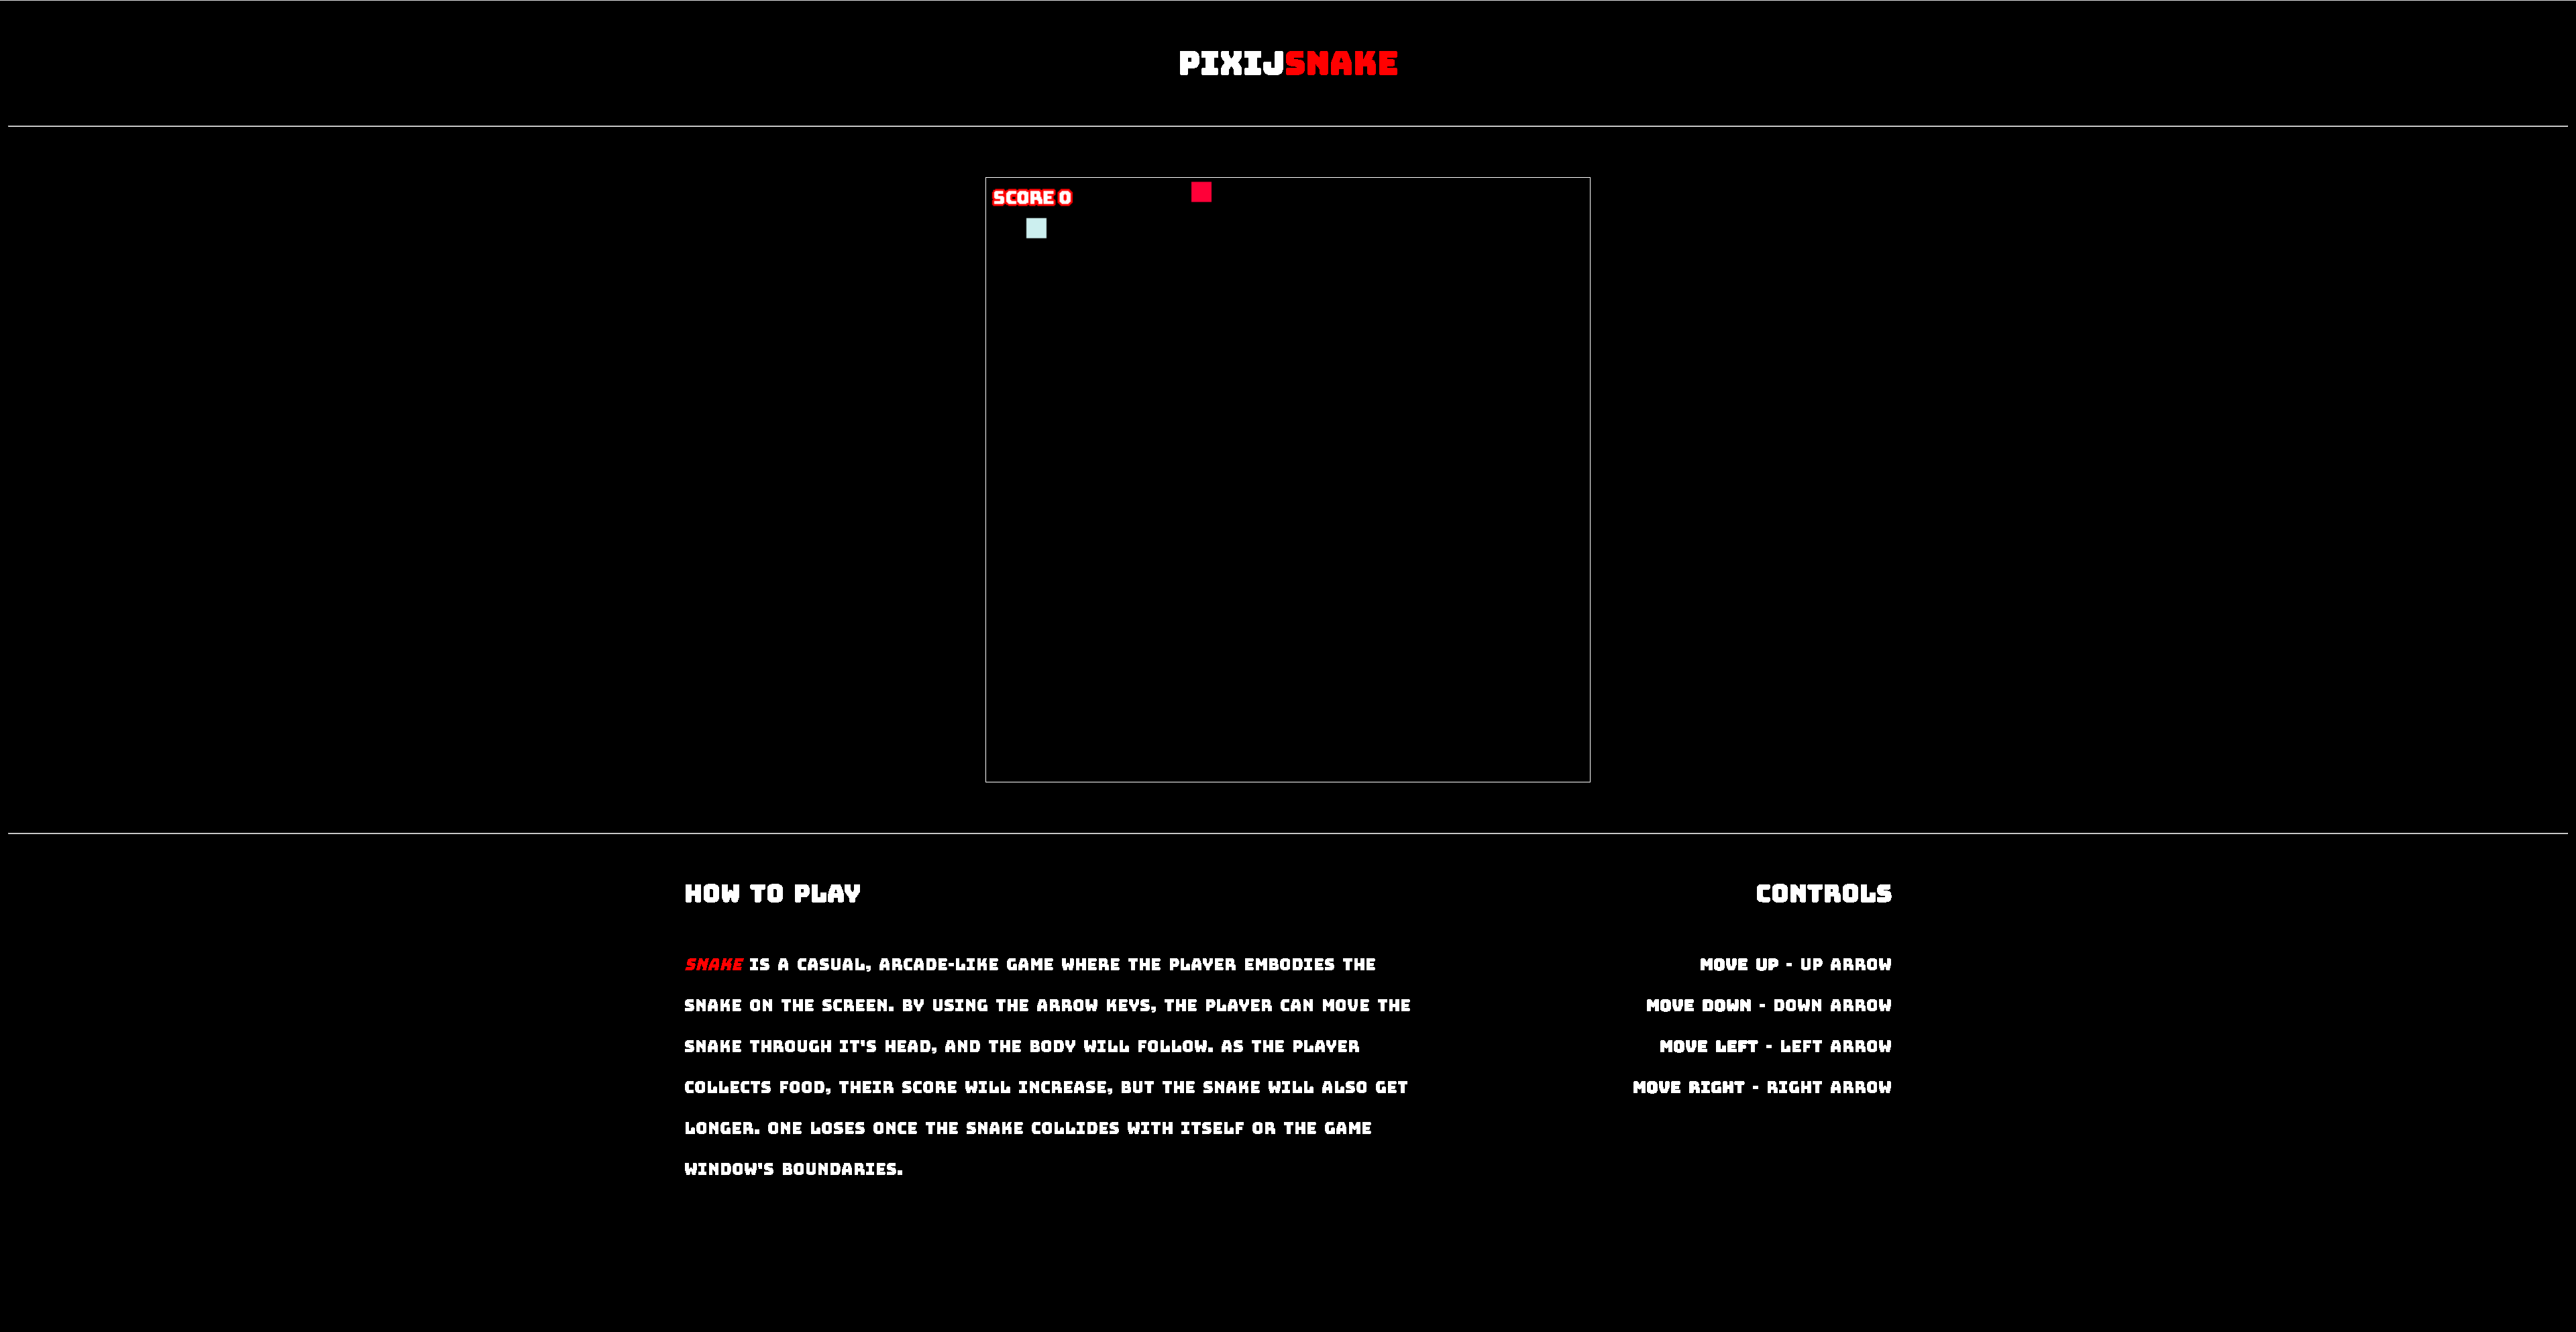 PIXIJSNAKE
SCORE 0
HOW TO PLAY
SNAKE IS A CASUAL, ARCADE-LIKE GAME WHERE THE PLAYER EMBODIES THE
SNAKE ON THE SCREEN. BY USING THE ARROW KEYS, THE PLAYER CAN MOVE THE
SNAKE THROUGH IT'S HEAD, AND THE BODY WILL FOLLOW. AS THE PLAYER
COLLECTS FOOD, THEIR SCORE WILL INCREASE, BUT THE SNAKE WILL ALSO GET
LONGER. ONE LOSES ONCE THE SNAKE COLLIDES WITH ITSELF OR THE GAME
WINDOW'S BOUNDARIES.
CONTROLS
MOVE UP - UP ARROW
MOVE DOWN - DOWN ARROW
MOVE LEFT - LEFT ARROW
MOVE RIGHT - RIGHT ARROW